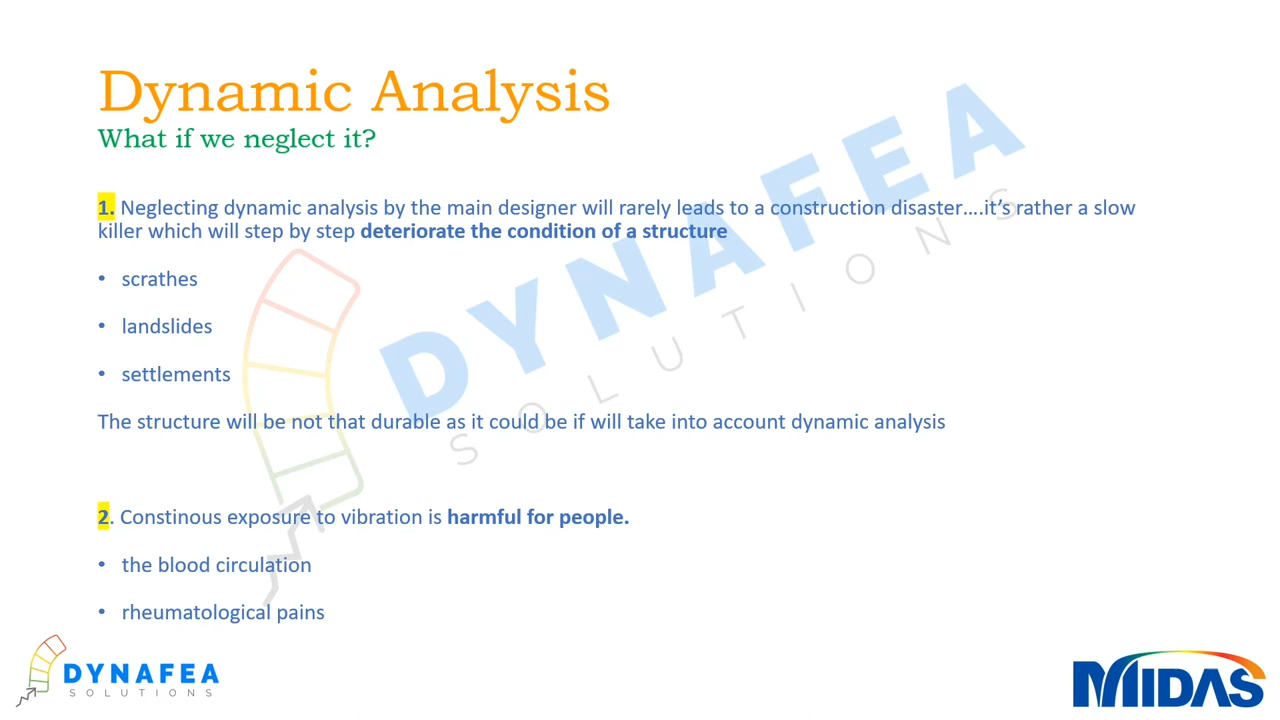 Dynamic Analysis
What if we neglect it?
1. Neglecting dynamic analysis by the main designer will rarely leads to a construction disaster....it's rather a slow
killer which will step by step deteriorate the condition of a structure
• scrathes
• landslides
• settlements
The structure will be not that durable as it could be if will take into account dynamic analysis
2. Constinous exposure to vibration is harmful for people.
• the blood circulation
• rheumatological pains
DYNAFEA
SOLUTIONS
DYNAFEA
SOLUTIONS
MIDAS